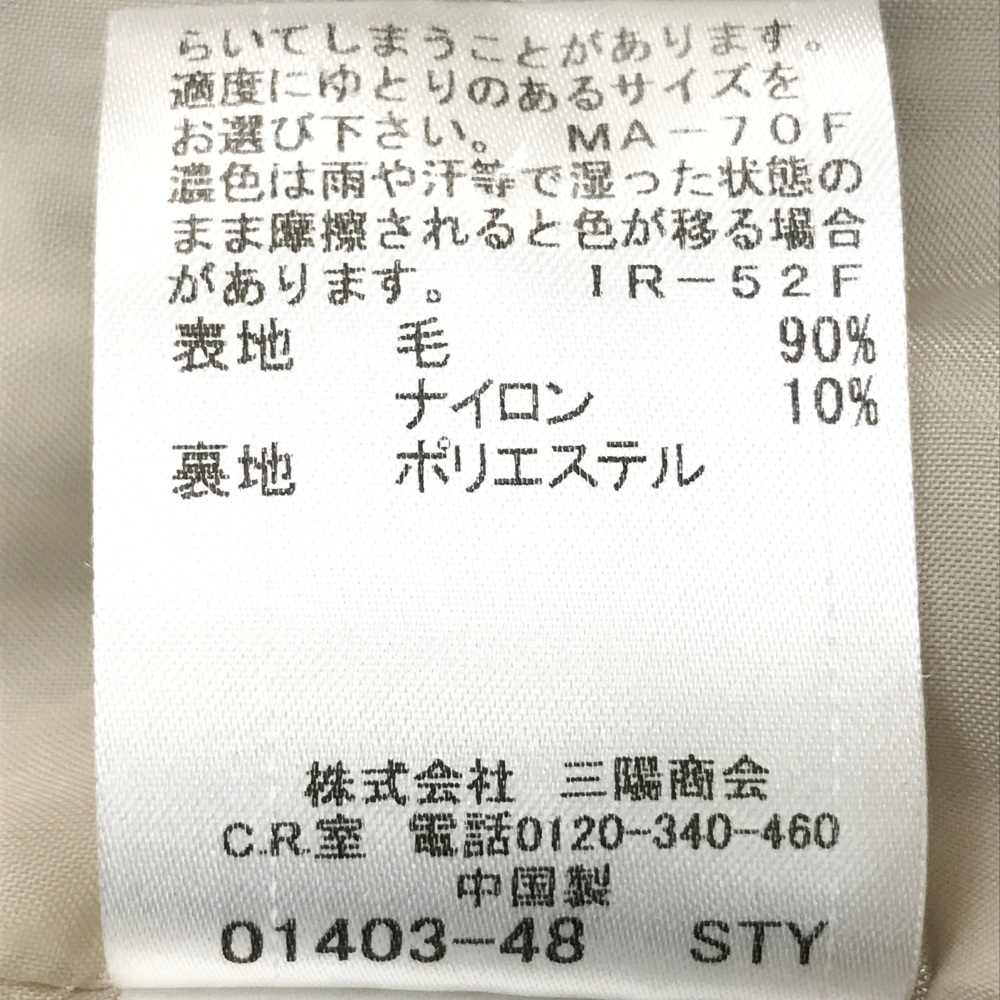 らいてしまうことがあります。
適度にゆとりのあるサイズを
お選び下さい。 MA-70F
濃色は雨や汗等で湿った状態の
まま摩擦されると色が移る場合
があります。 IR-52F
表地 毛 90%
ナイロン 10%
裏地 ポリエステル
株式会社 三陽商会
C.R.室 電話0120-340-460
中国製
01403-48 STY